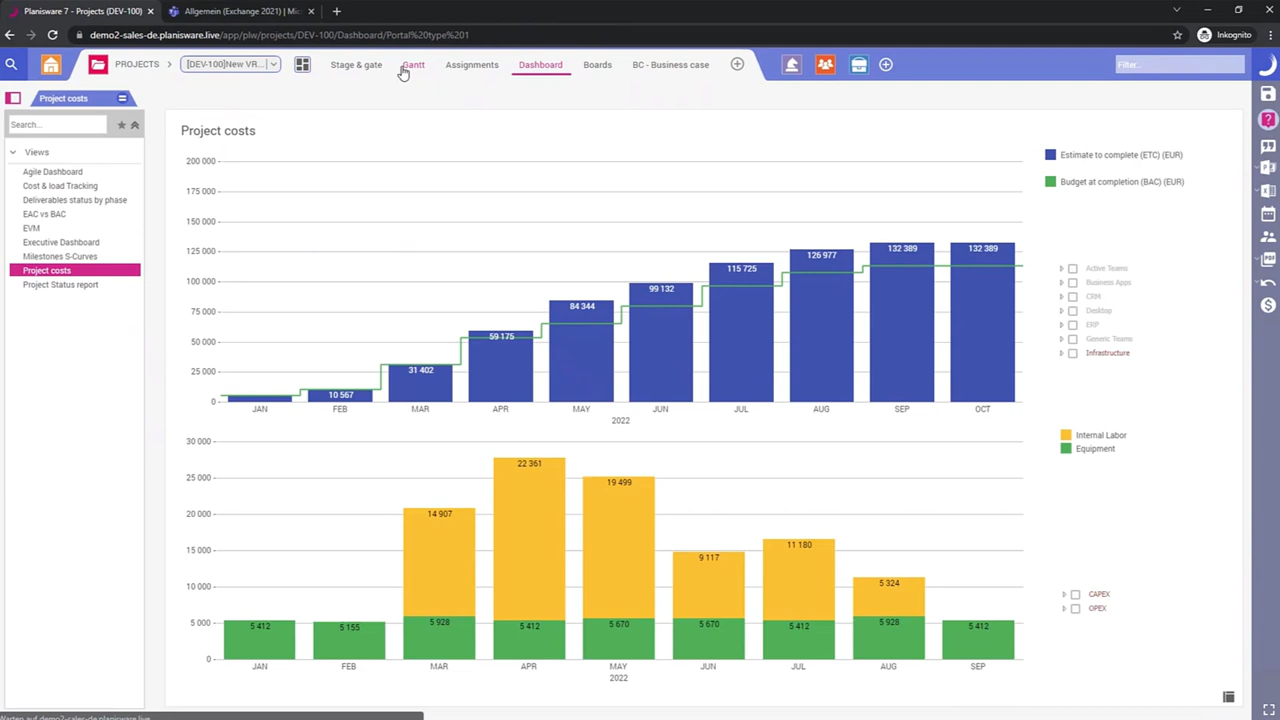 Planisware 7 - Projects (DEV-100)
Allgemein (Exchange 2021) | Mic
demo2-sales-de.planisware.live/app/plw/projects/DEV-100/Dashboard/Portal%20type%201
Inkognito
PROJECTS
[DEV-100]New VR...
Stage & gate
Gantt
Assignments
Dashboard
Boards
BC - Business case
Filter...
Project costs
Search...
Views
Agile Dashboard
Cost & load Tracking
Deliverables status by phase
EAC vs BAC
EVM
Executive Dashboard
Milestones S-Curves
Project costs
Project Status report
Project costs
200 000
175 000
150 000
125 000
100 000
75 000
50 000
25 000
0
10 567
31 402
59 175
84 344
99 132
115 725
126 977
132 389
132 389
JAN FEB MAR APR MAY JUN JUL AUG SEP OCT
2022
Estimate to complete (ETC) (EUR)
Budget at completion (BAC) (EUR)
Active Teams
Business Apps
CRM
Desktop
ERP
Generic Teams
Infrastructure
30 000
25 000
20 000
15 000
10 000
5 000
0
14 907
22 361
19 499
9 117
11 180
5 324
5 412
5 155
5 928
5 412
5 670
5 670
5 412
5 928
5 412
JAN FEB MAR APR MAY JUN JUL AUG SEP
2022
Internal Labor
Equipment
CAPEX
OPEX
Warten auf demo2-sales-de.planisware.live...